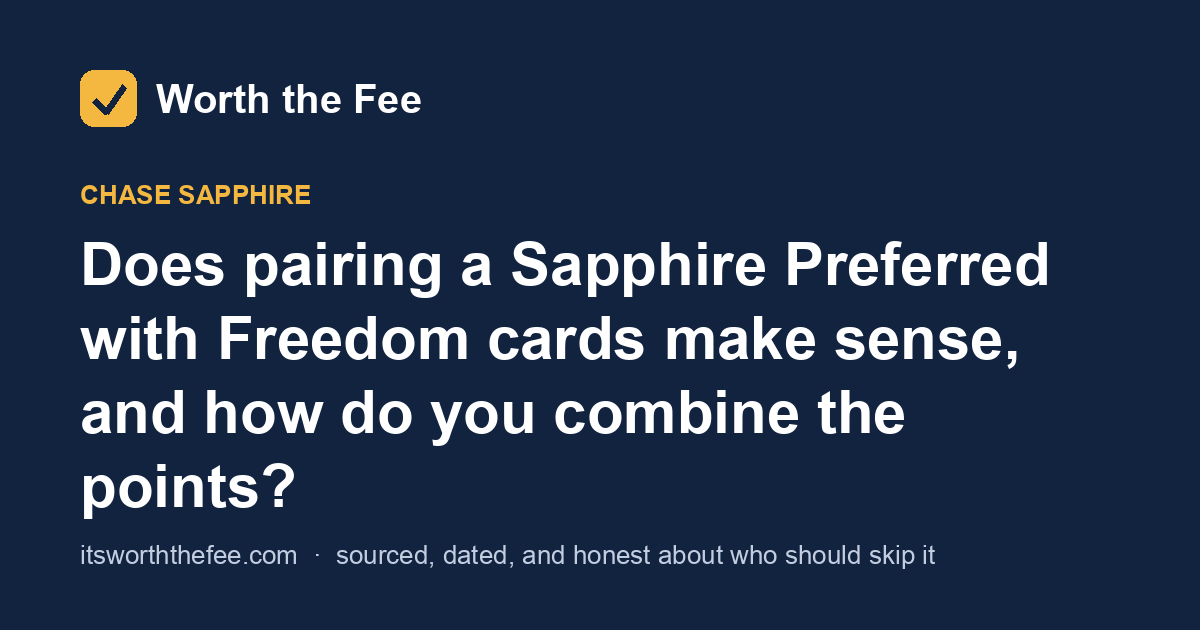 Worth the Fee
CHASE SAPPHIRE
Does pairing a Sapphire Preferred
with Freedom cards make sense,
and how do you combine the
points?
itsworththefee.com · sourced, dated, and honest about who should skip it